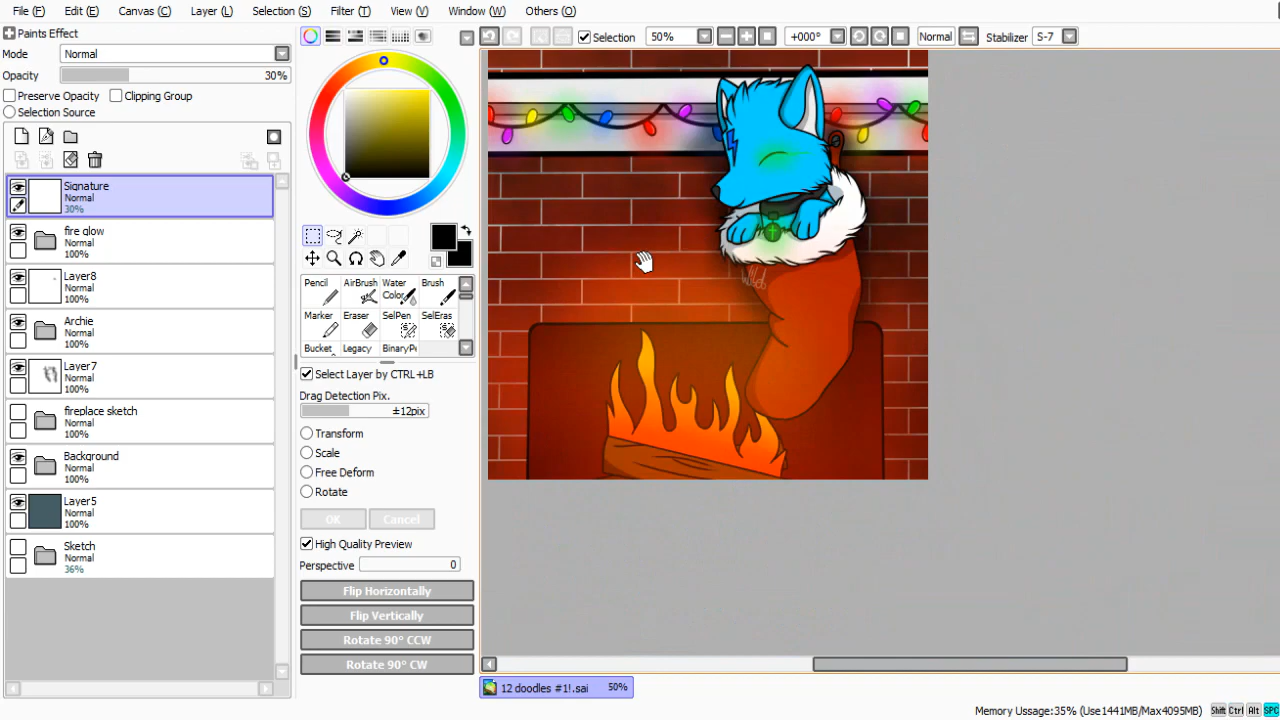 File (F) Edit (E) Canvas (C) Layer (L) Selection (S) Filter (T) View (V) Window (W) Others (O)
Paints Effect
Mode Normal
Opacity 30%
Preserve Opacity Clipping Group
Selection Source
Signature
Normal
30%
fire glow
Normal
100%
Layer8
Normal
100%
Archie
Normal
100%
Layer7
Normal
100%
fireplace sketch
Normal
100%
Background
Normal
100%
Layer5
Normal
100%
Sketch
Normal
36%
Pencil AirBrush Water Color Brush
Marker Eraser SelPen SelEras
Bucket Legacy BinaryPe
Select Layer by CTRL+LB
Drag Detection Pix.
±12pix
Transform
Scale
Free Deform
Rotate
OK Cancel
High Quality Preview
Perspective 0
Flip Horizontally
Flip Vertically
Rotate 90° CCW
Rotate 90° CW
Selection 50% +000° Normal Stabilizer S-7
12 doodles #1!.sai 50%
Memory Usage:35% (Use1441MB/Max4095MB) Shift Ctrl Alt SPC